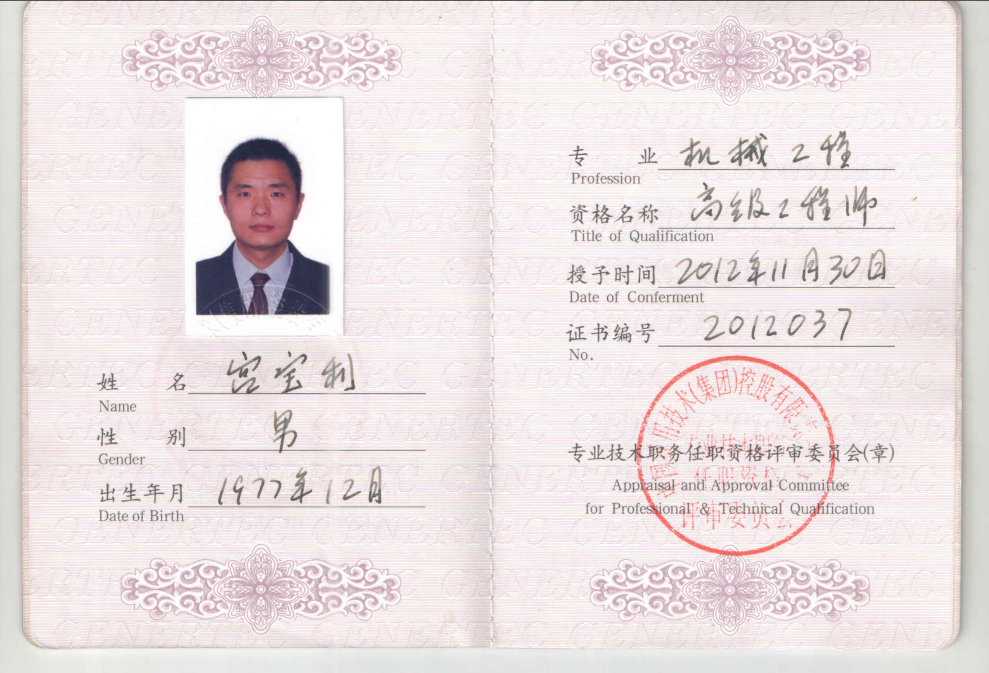 姓 名 宫宝利
Name
性 别 男
Gender
出生年月 1977年12月
Date of Birth
专 业 机械工程
Profession
资格名称 高级工程师
Title of Qualification
授予时间 2012年11月30日
Date of Conferment
证书编号 2012037
No.
专业技术职务任职资格评审委员会(章)
Appraisal and Approval Committee
for Professional & Technical Qualification
用技术(集团)控股有限
评审委员会
GENERTEC